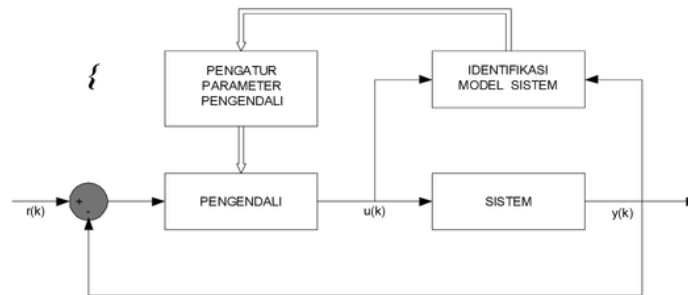 {
PENGATUR
PARAMETER
PENGENDALI
IDENTIFIKASI
MODEL SISTEM
+
-
r(k)
PENGENDALI
u(k)
SISTEM
y(k)